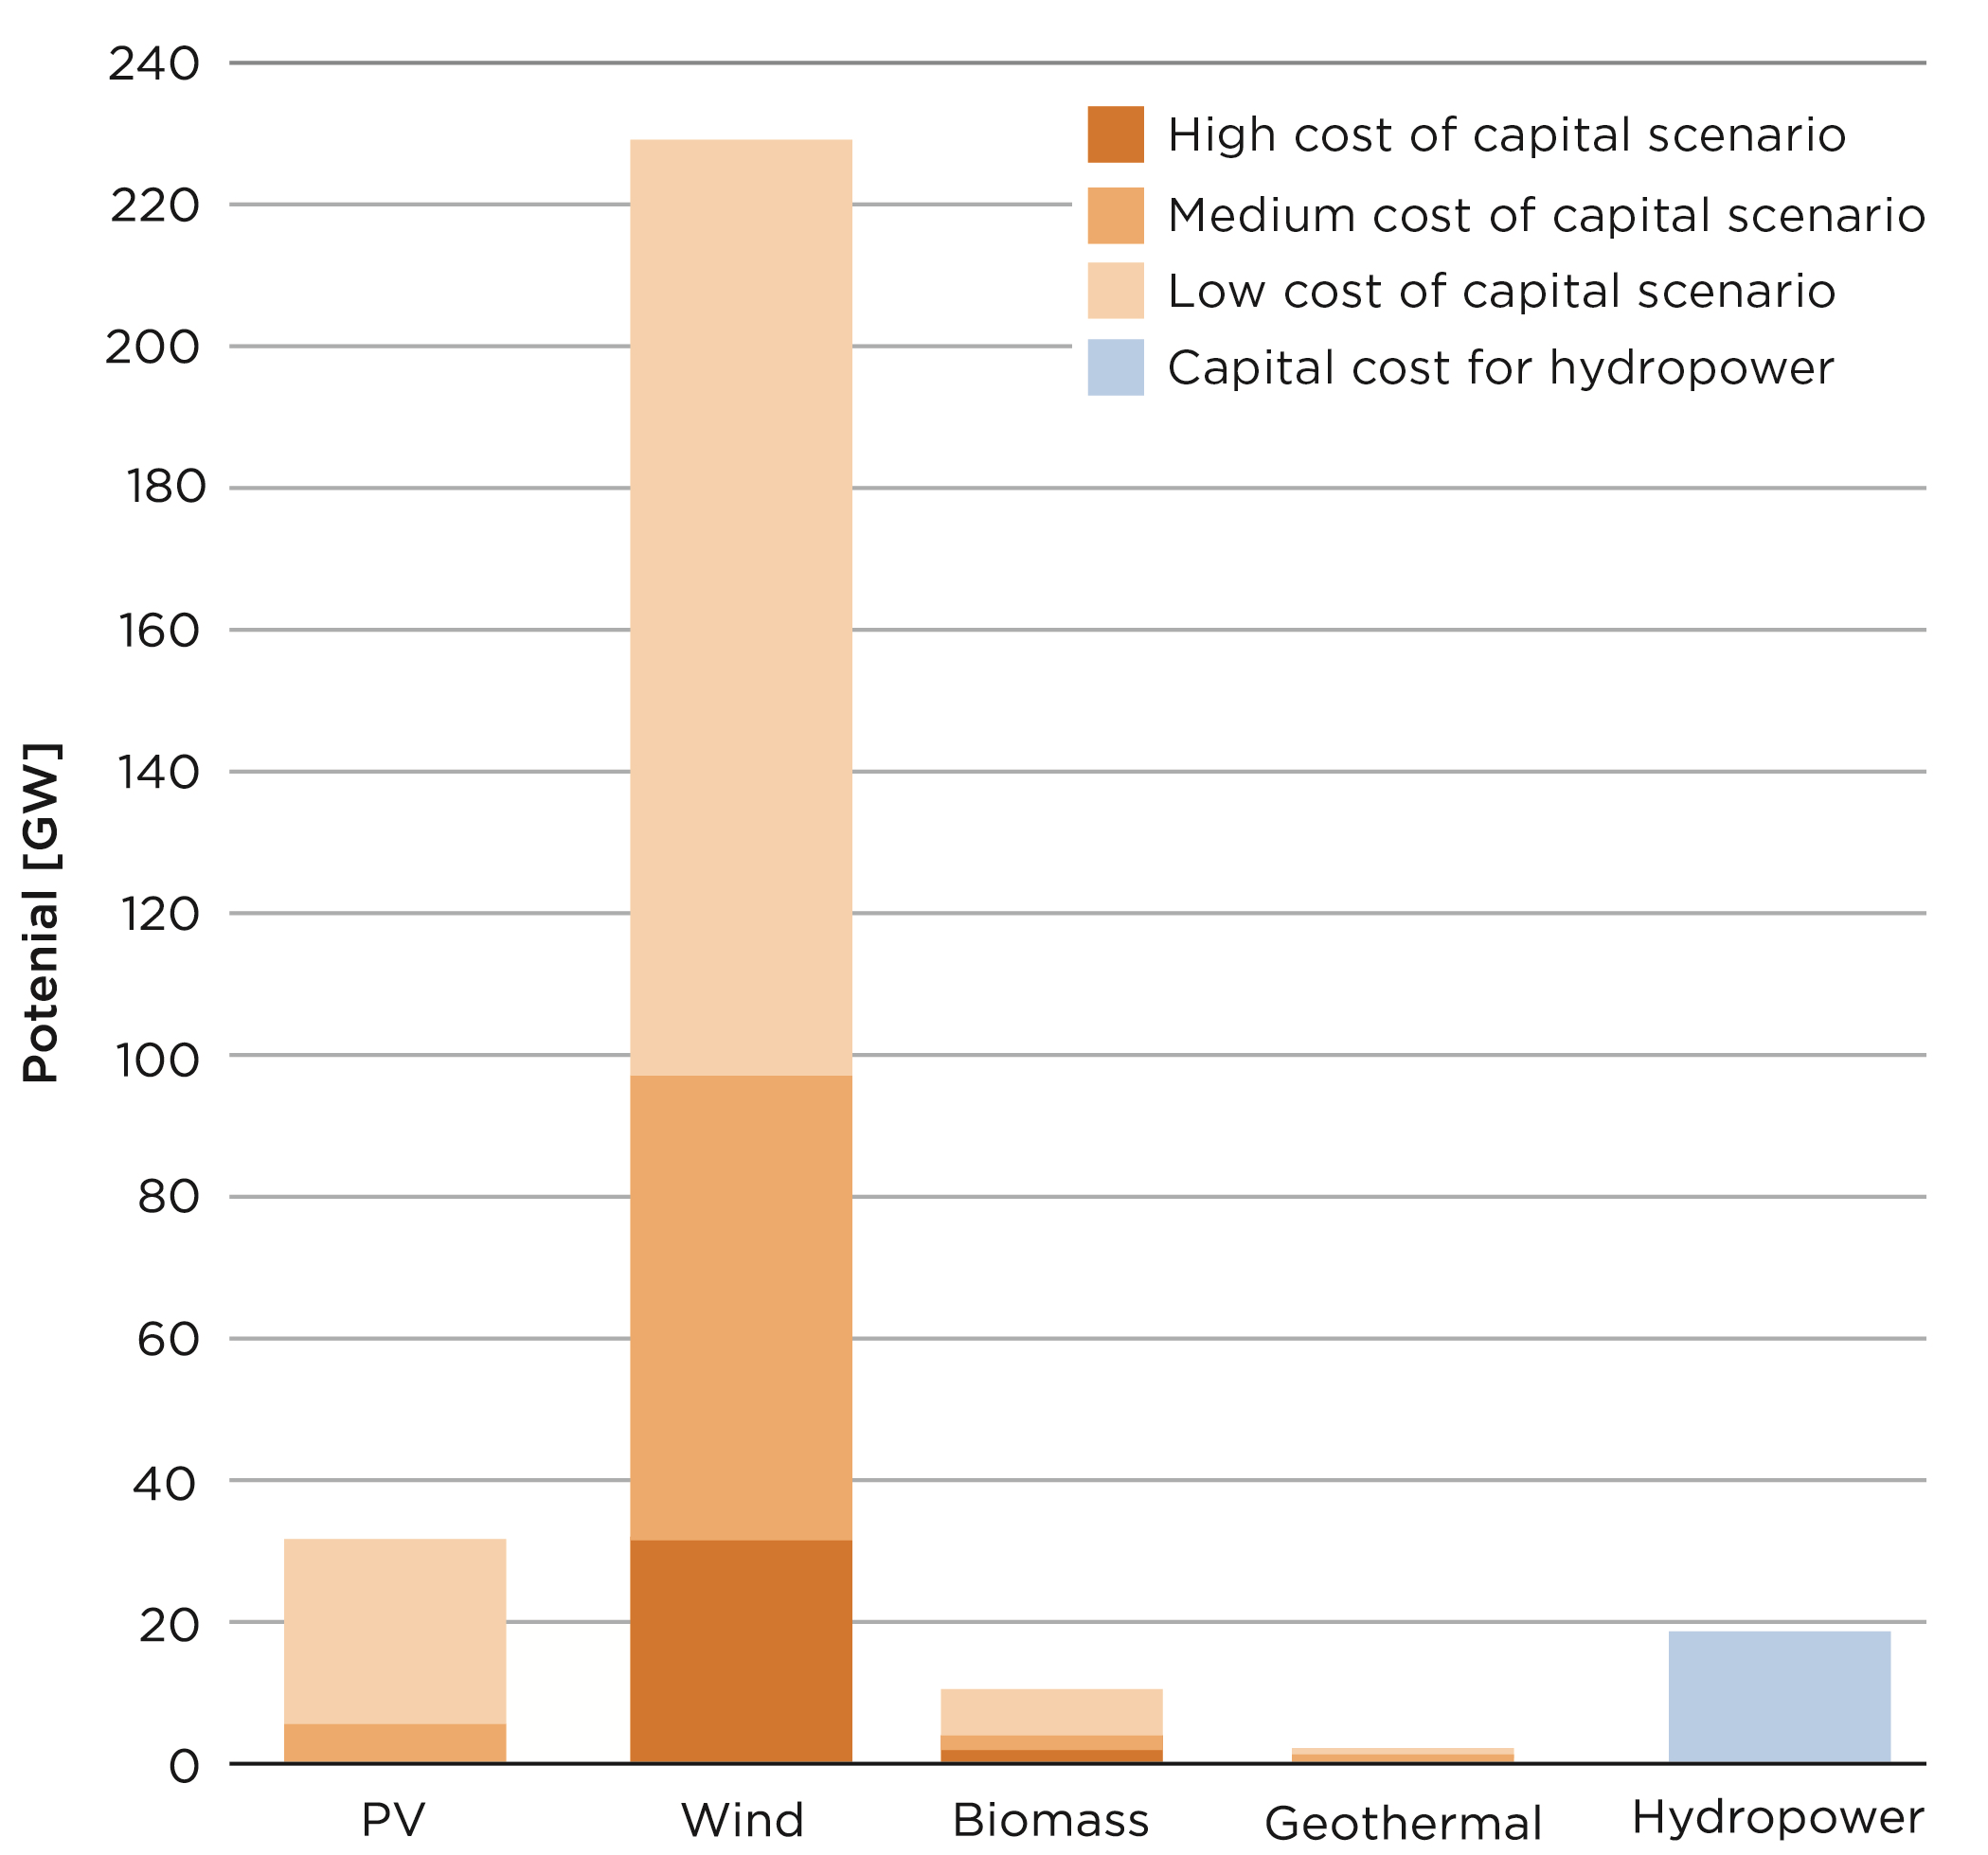 240
220
200
180
160
140
120
100
80
60
40
20
0
Potenial [GW]
High cost of capital scenario
Medium cost of capital scenario
Low cost of capital scenario
Capital cost for hydropower
PV
Wind
Biomass
Geothermal
Hydropower